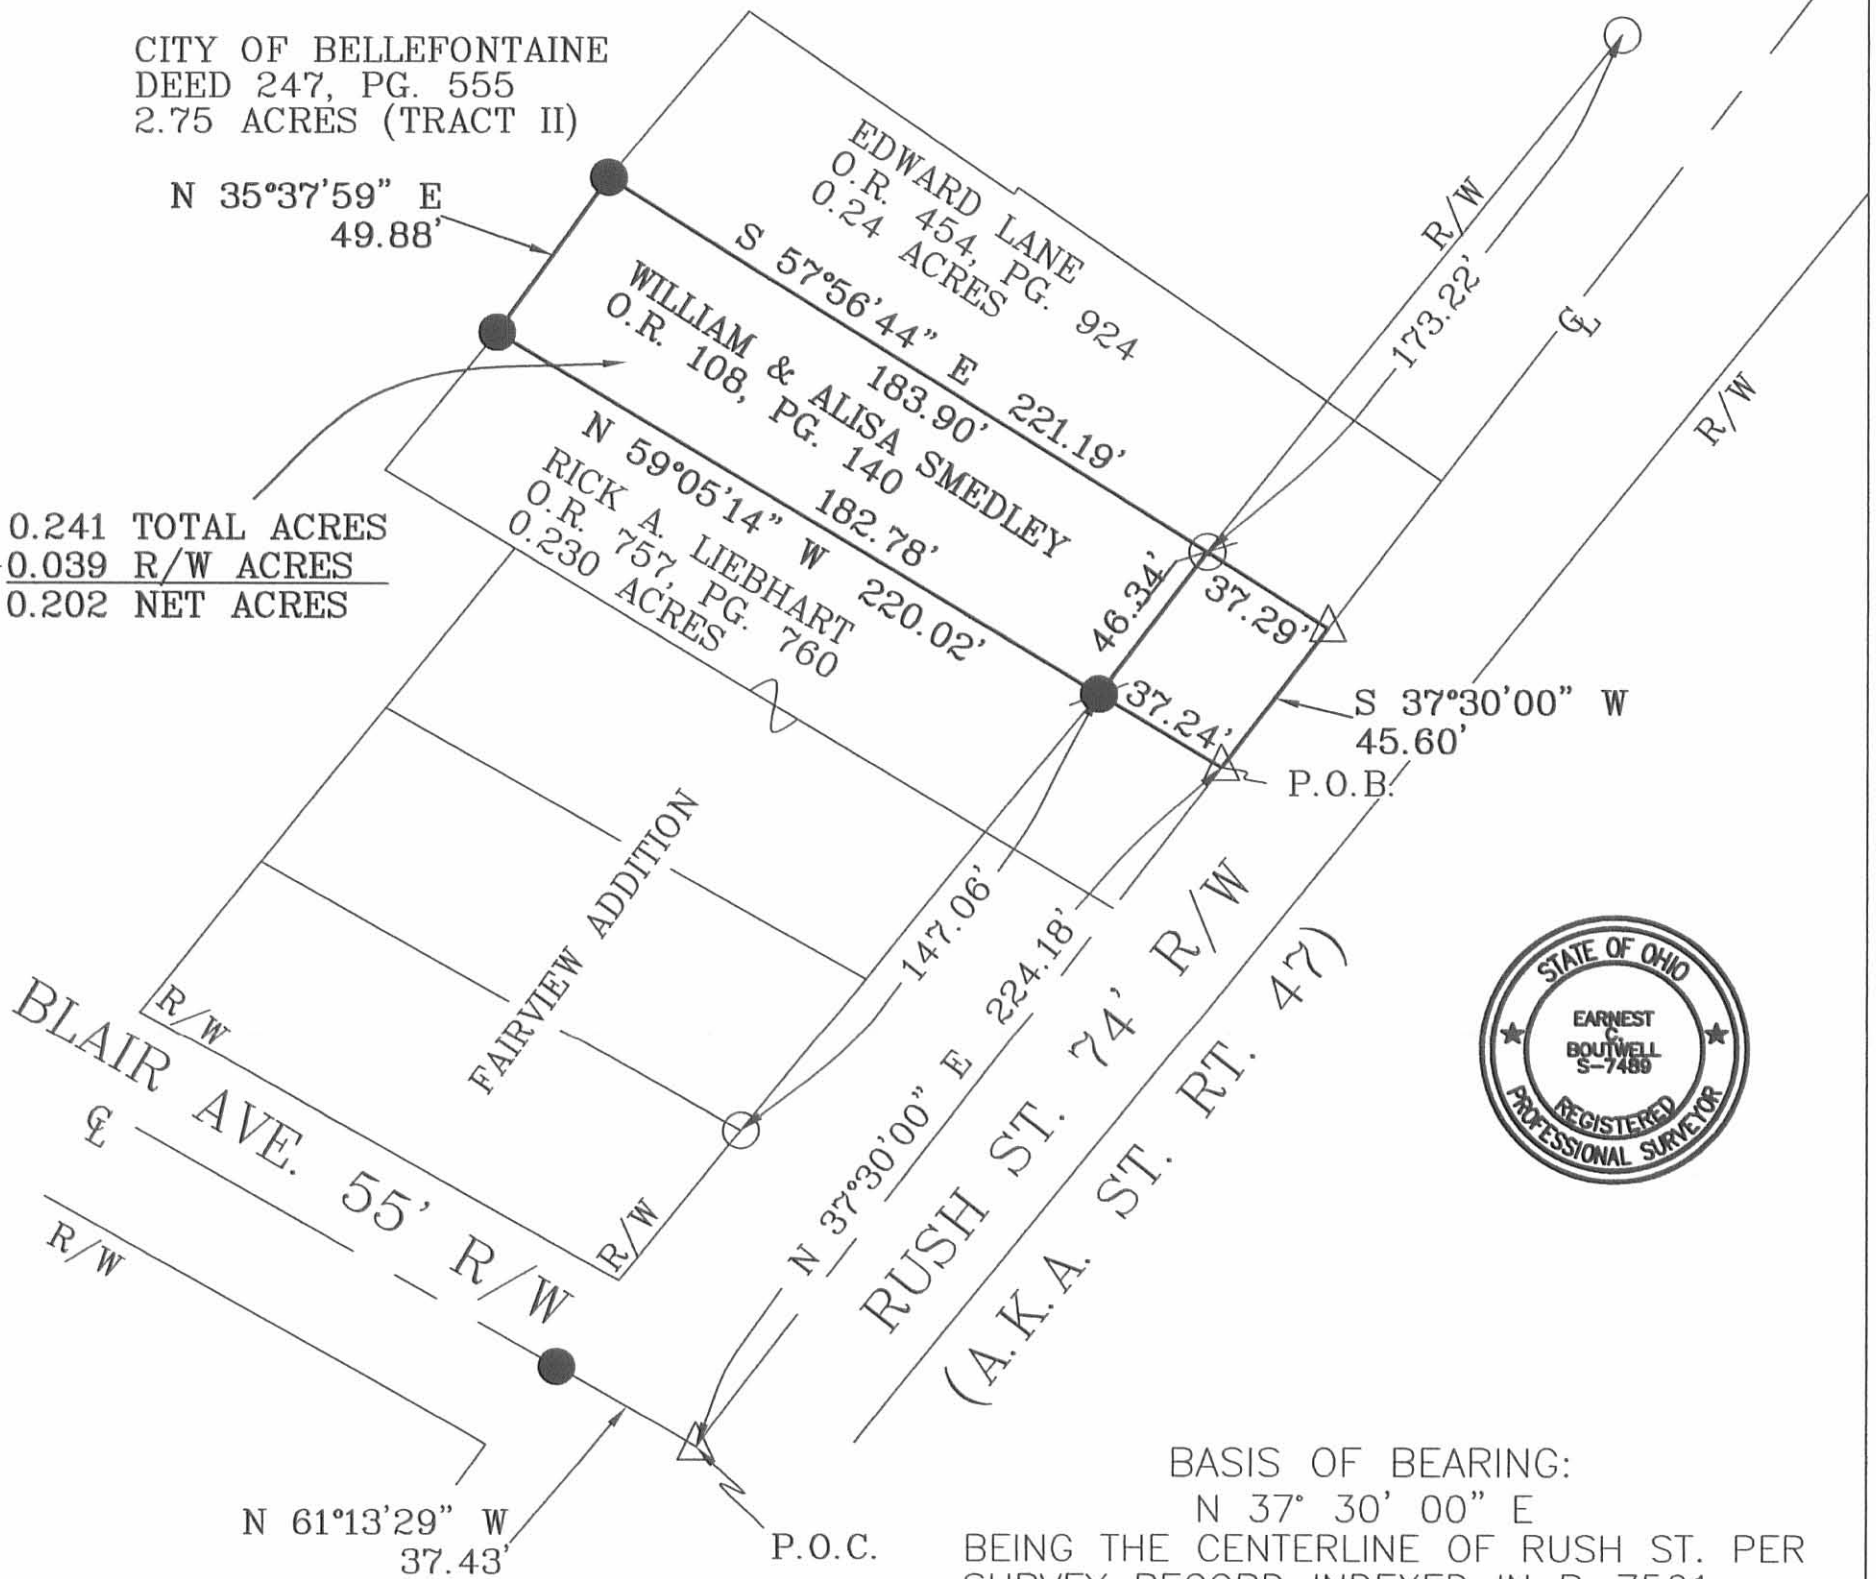 CITY OF BELLEFONTAINE
DEED 247, PG. 555
2.75 ACRES (TRACT II)
N 35°37'59" E
49.88'
EDWARD LANE
O.R. 454, PG. 924
0.24 ACRES
S 57°56'44" E 221.19'
183.90'
WILLIAM & ALISA SMEDLEY
O.R. 108, PG. 140
182.78'
N 59°05'14" W 220.02'
RICK A. LIEBHART
O.R. 757, PG. 760
0.230 ACRES
0.241 TOTAL ACRES
0.039 R/W ACRES
0.202 NET ACRES
R/W
173.22'
℄
R/W
46.34'
37.29'
37.24'
S 37°30'00" W
45.60'
P.O.B.
147.06'
N 37°30'00" E 224.18'
FAIRVIEW ADDITION
R/W
R/W
BLAIR AVE. 55' R/W
℄
R/W
RUSH ST. 74' R/W
(A.K.A. ST. RT. 47)
STATE OF OHIO
EARNEST
C.
BOUTWELL
S-7489
REGISTERED
PROFESSIONAL SURVEYOR
N 61°13'29" W
37.43'
P.O.C.
BASIS OF BEARING:
N 37° 30' 00" E
BEING THE CENTERLINE OF RUSH ST. PER
SURVEY RECORD INDEXED IN